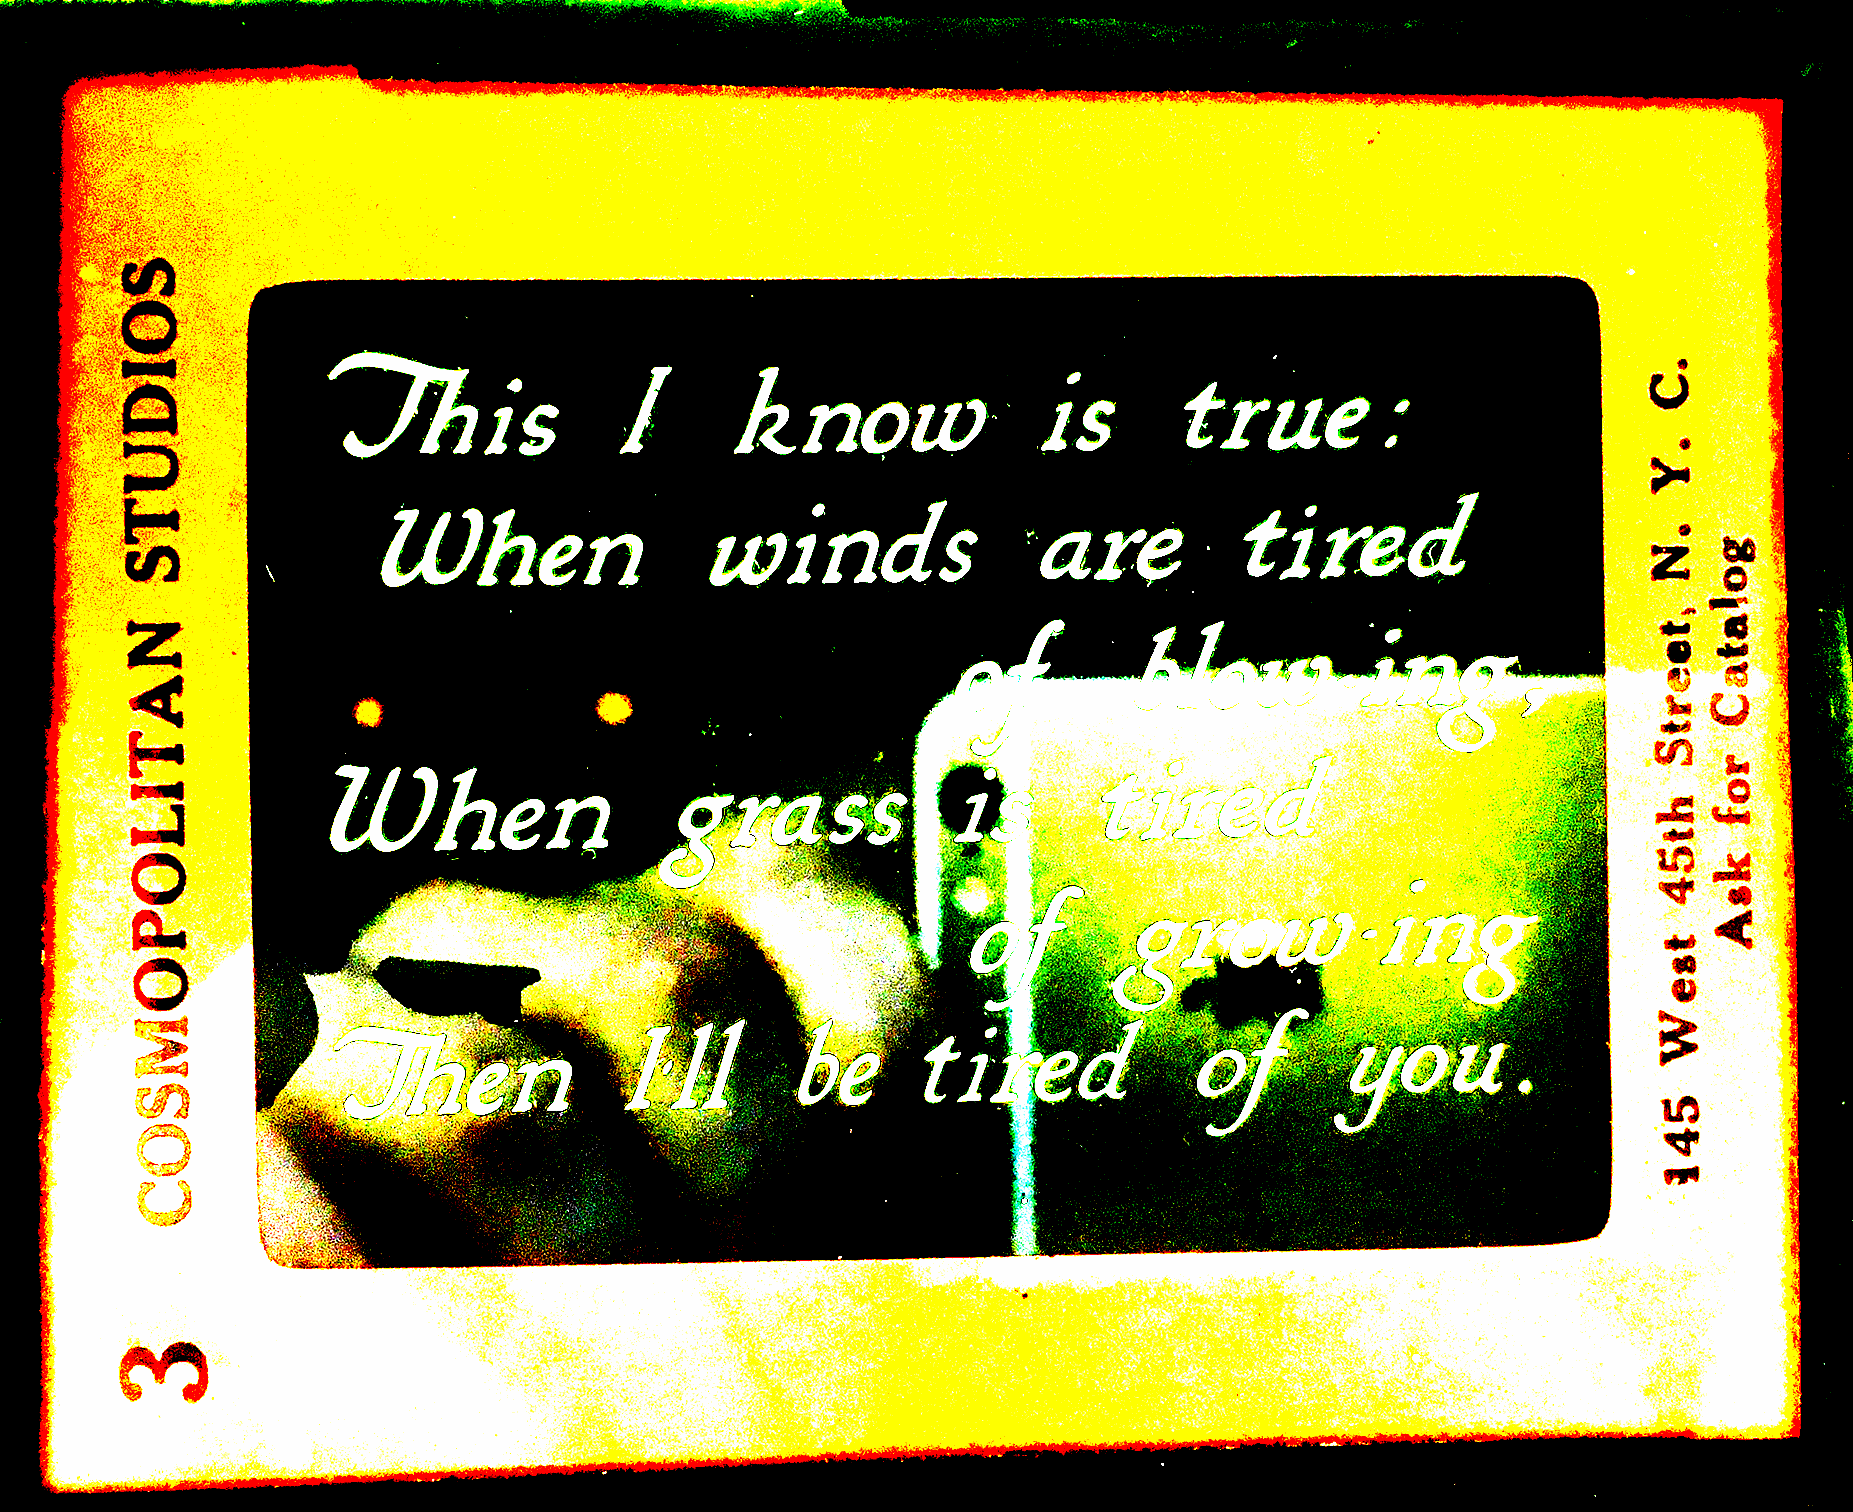 This I know is true:
When winds are tired
of blow-ing,
When grass is tired
of grow-ing
Then I'll be tired of you.
COSMOPOLITAN STUDIOS
3
145 West 45th Street, N. Y. C.
Ask for Catalog